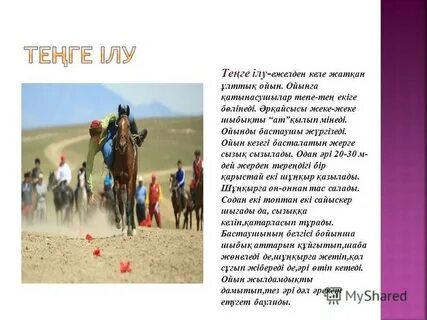 ТЕҢГЕ ІЛУ
Теңге ілу-ежелден келе жатқан
ұлттық ойын. Ойынға
қатынасушылар тепе-тең екіге
бөлінеді. Әрқайсысы жеке-жеке
шыбықты “ат”қылып мінеді.
Ойынды бастаушы жүргізеді.
Ойын кезегі басталатын жерге
сызық сызылады. Одан әрі 20-30 м-
дей жерден тереңдігі бір
қарыстай екі шұңқыр қазылады.
Шұңқырға он-оннан тас салады.
Содан екі топтан екі сайыскер
шығады да, сызыққа
келіп,қатарласып тұрады.
Бастаушының белгісі бойынша
шыбық аттарын құйғытып,шаба
жөнеледі де,шұңқырға жетіп,қол
сұғып жібереді де,әрі өтіп кетеді.
Ойын жылдамдықты
дамытып,тез әрі дәл әрекет
етуге баулиды.
MyShared